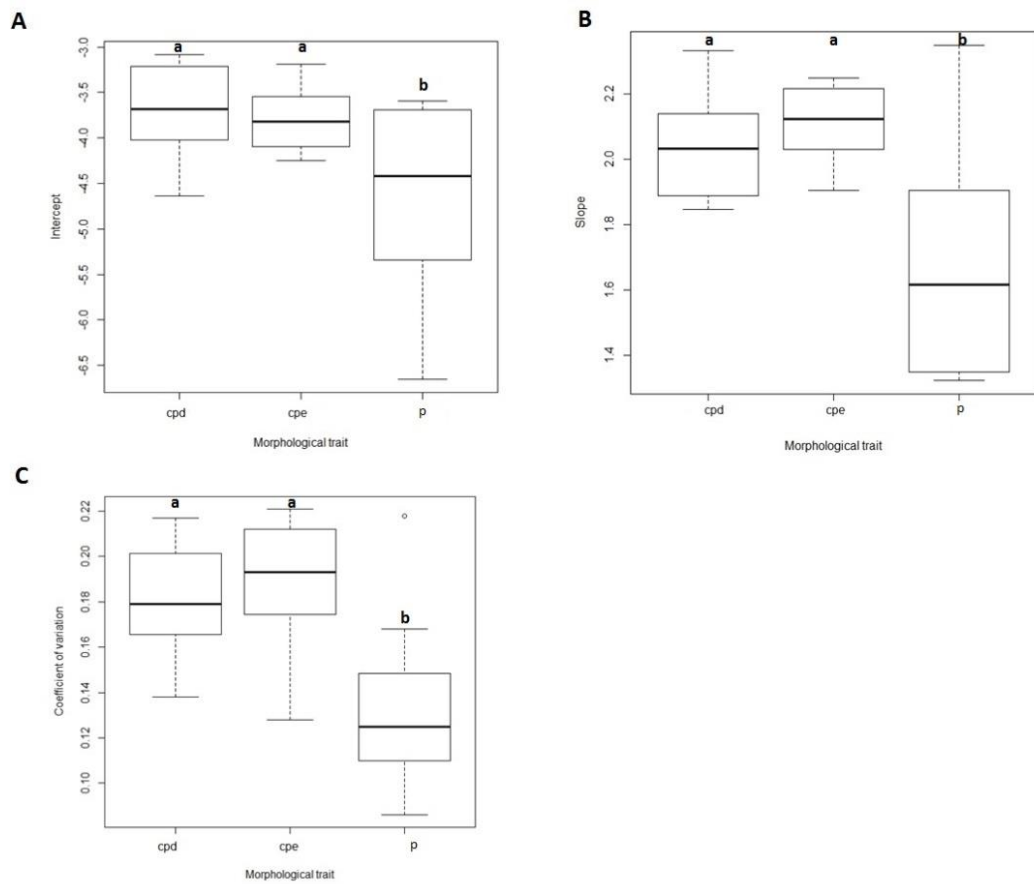 A
a a b
-3.0
-3.5
-4.0
-4.5
-5.0
-5.5
-6.0
-6.5
Intercept
cpd cpe p
Morphological trait
B
a a b
2.2
2.0
1.8
1.6
1.4
Slope
cpd cpe p
Morphological trait
C
a a b
0.22
0.20
0.18
0.16
0.14
0.12
0.10
Coefficient of variation
cpd cpe p
Morphological trait